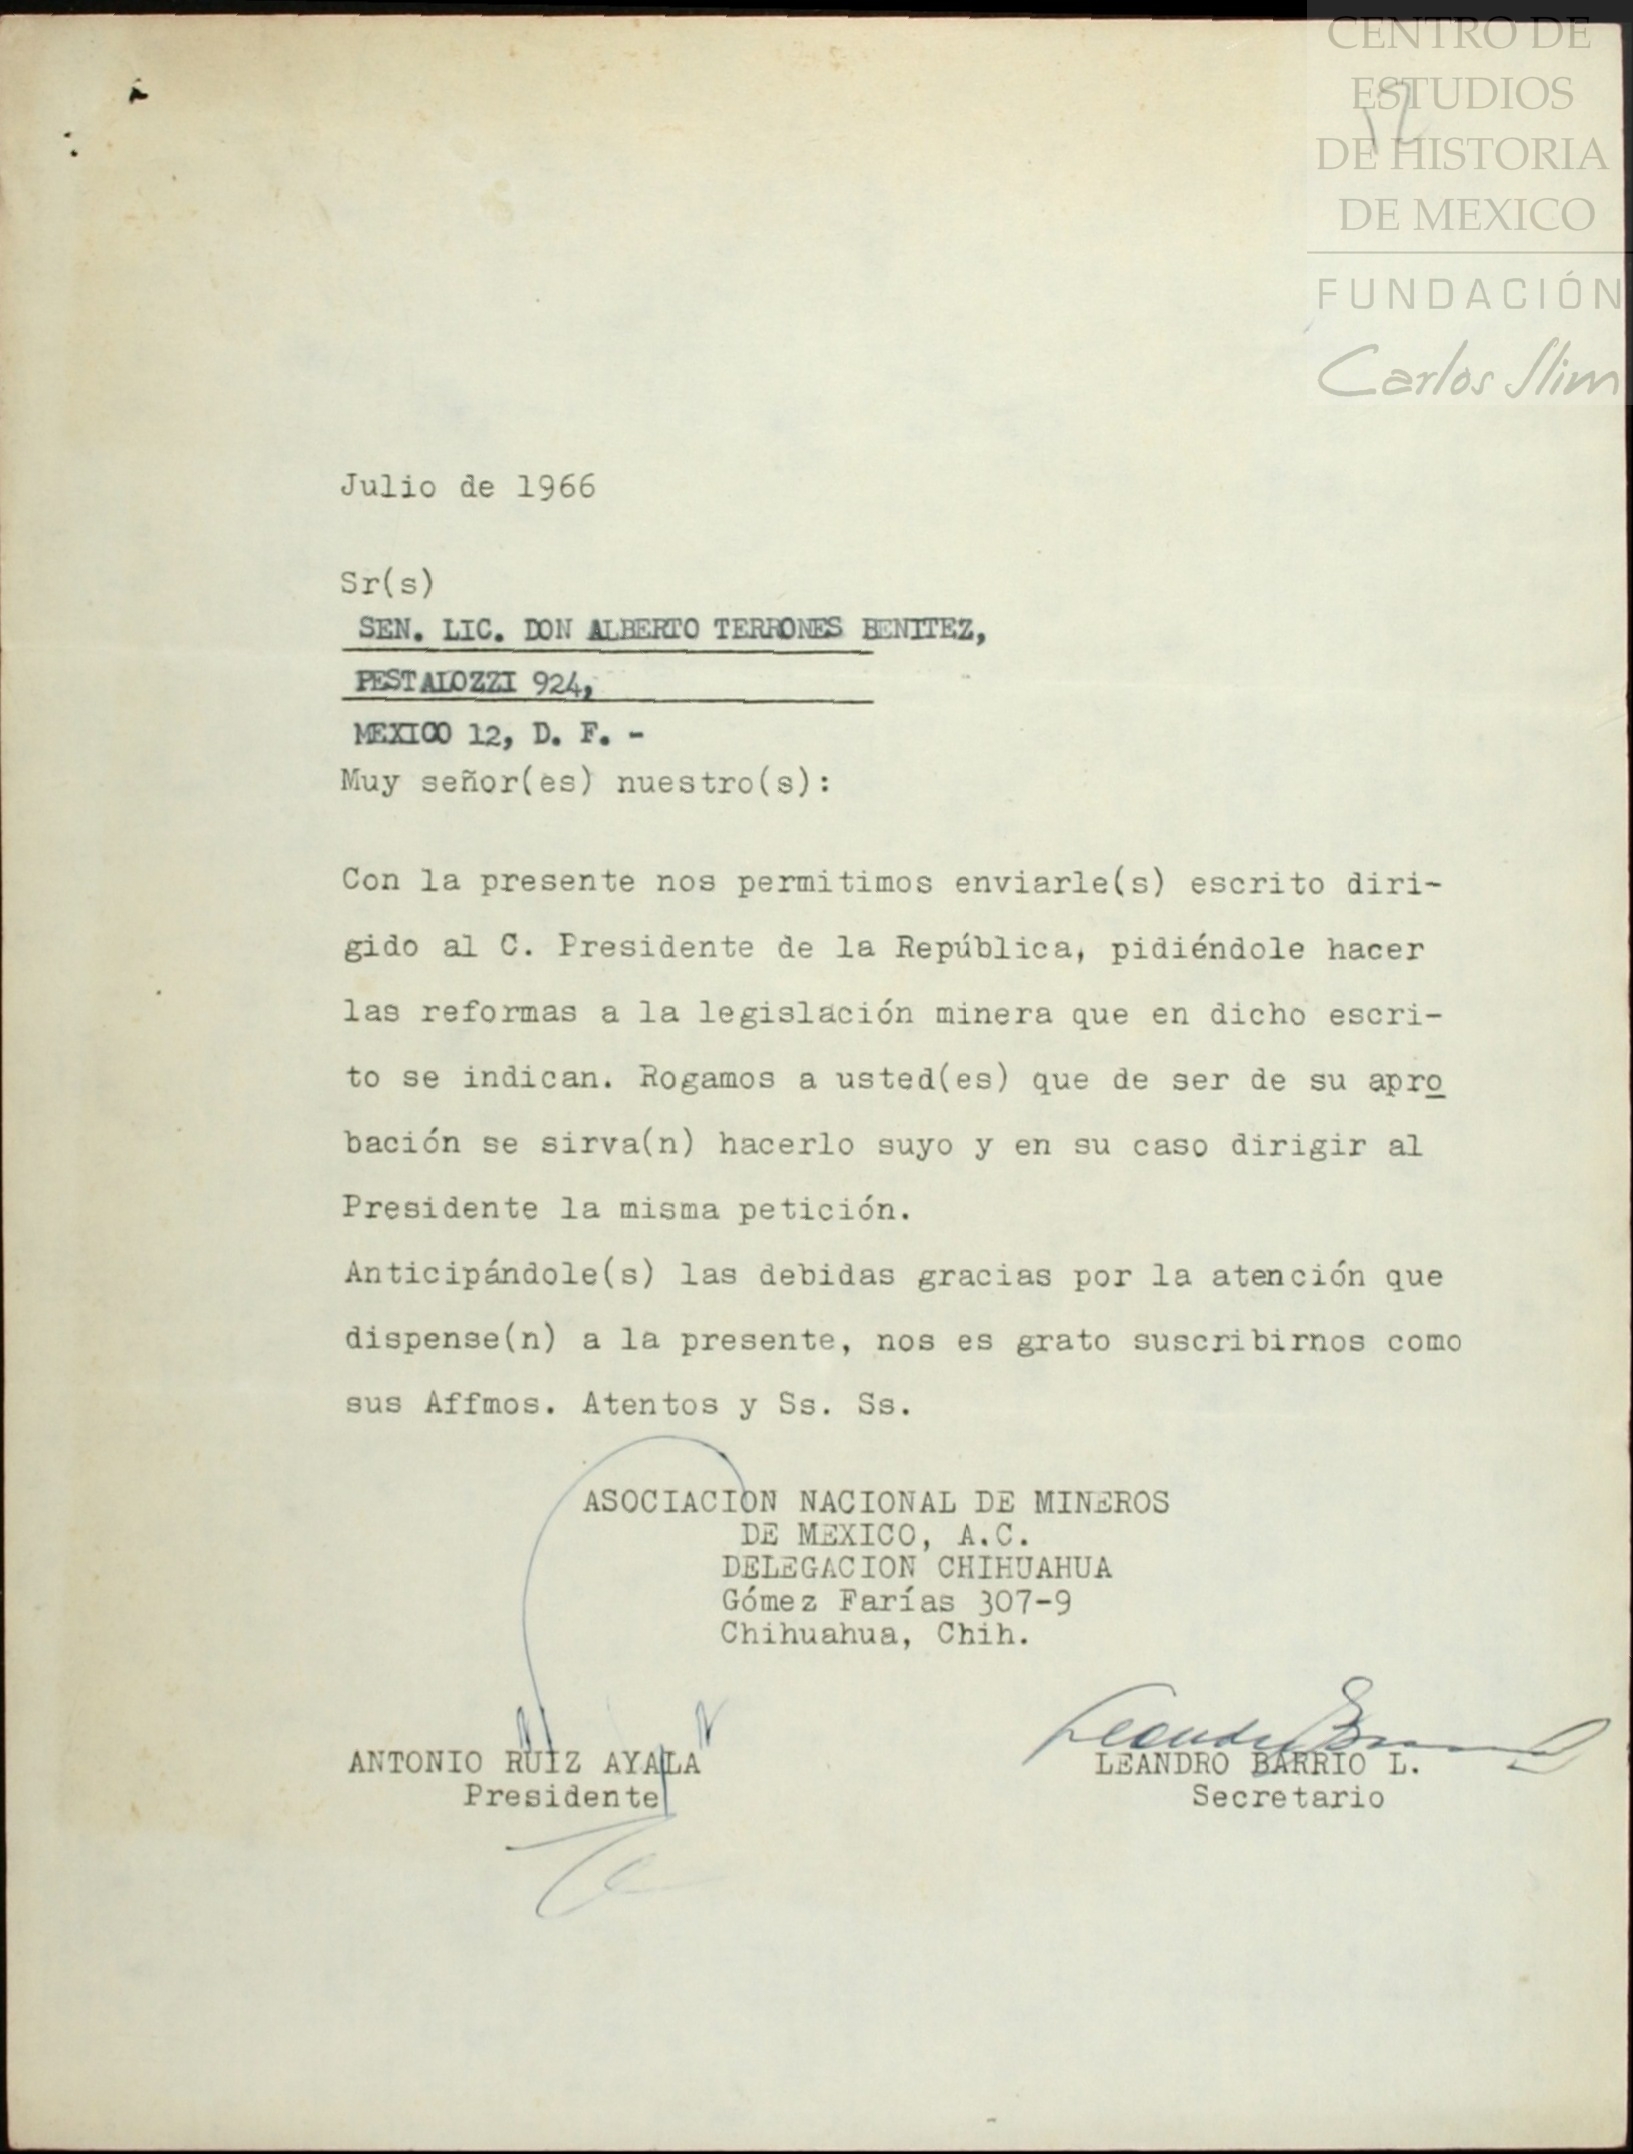 CENTRO DE
ESTUDIOS
DE HISTORIA
DE MEXICO
FUNDACIÓN
Carlos Slim
12
Julio de 1966
Sr(s)
SEN. LIC. DON ALBERTO TERRONES BENITEZ,
PESTALOZZI 924,
MEXICO 12, D. F. -
Muy señor(es) nuestro(s):
Con la presente nos permitimos enviarle(s) escrito diri-
gido al C. Presidente de la República, pidiéndole hacer
las reformas a la legislación minera que en dicho escri-
to se indican. Rogamos a usted(es) que de ser de su apro
bación se sirva(n) hacerlo suyo y en su caso dirigir al
Presidente la misma petición.
Anticipándole(s) las debidas gracias por la atención que
dispense(n) a la presente, nos es grato suscribirnos como
sus Affmos. Atentos y Ss. Ss.
ASOCIACION NACIONAL DE MINEROS
DE MEXICO, A.C.
DELEGACION CHIHUAHUA
Gómez Farías 307-9
Chihuahua, Chih.
ANTONIO RUIZ AYALA
Presidente
LEANDRO BARRIO L.
Secretario